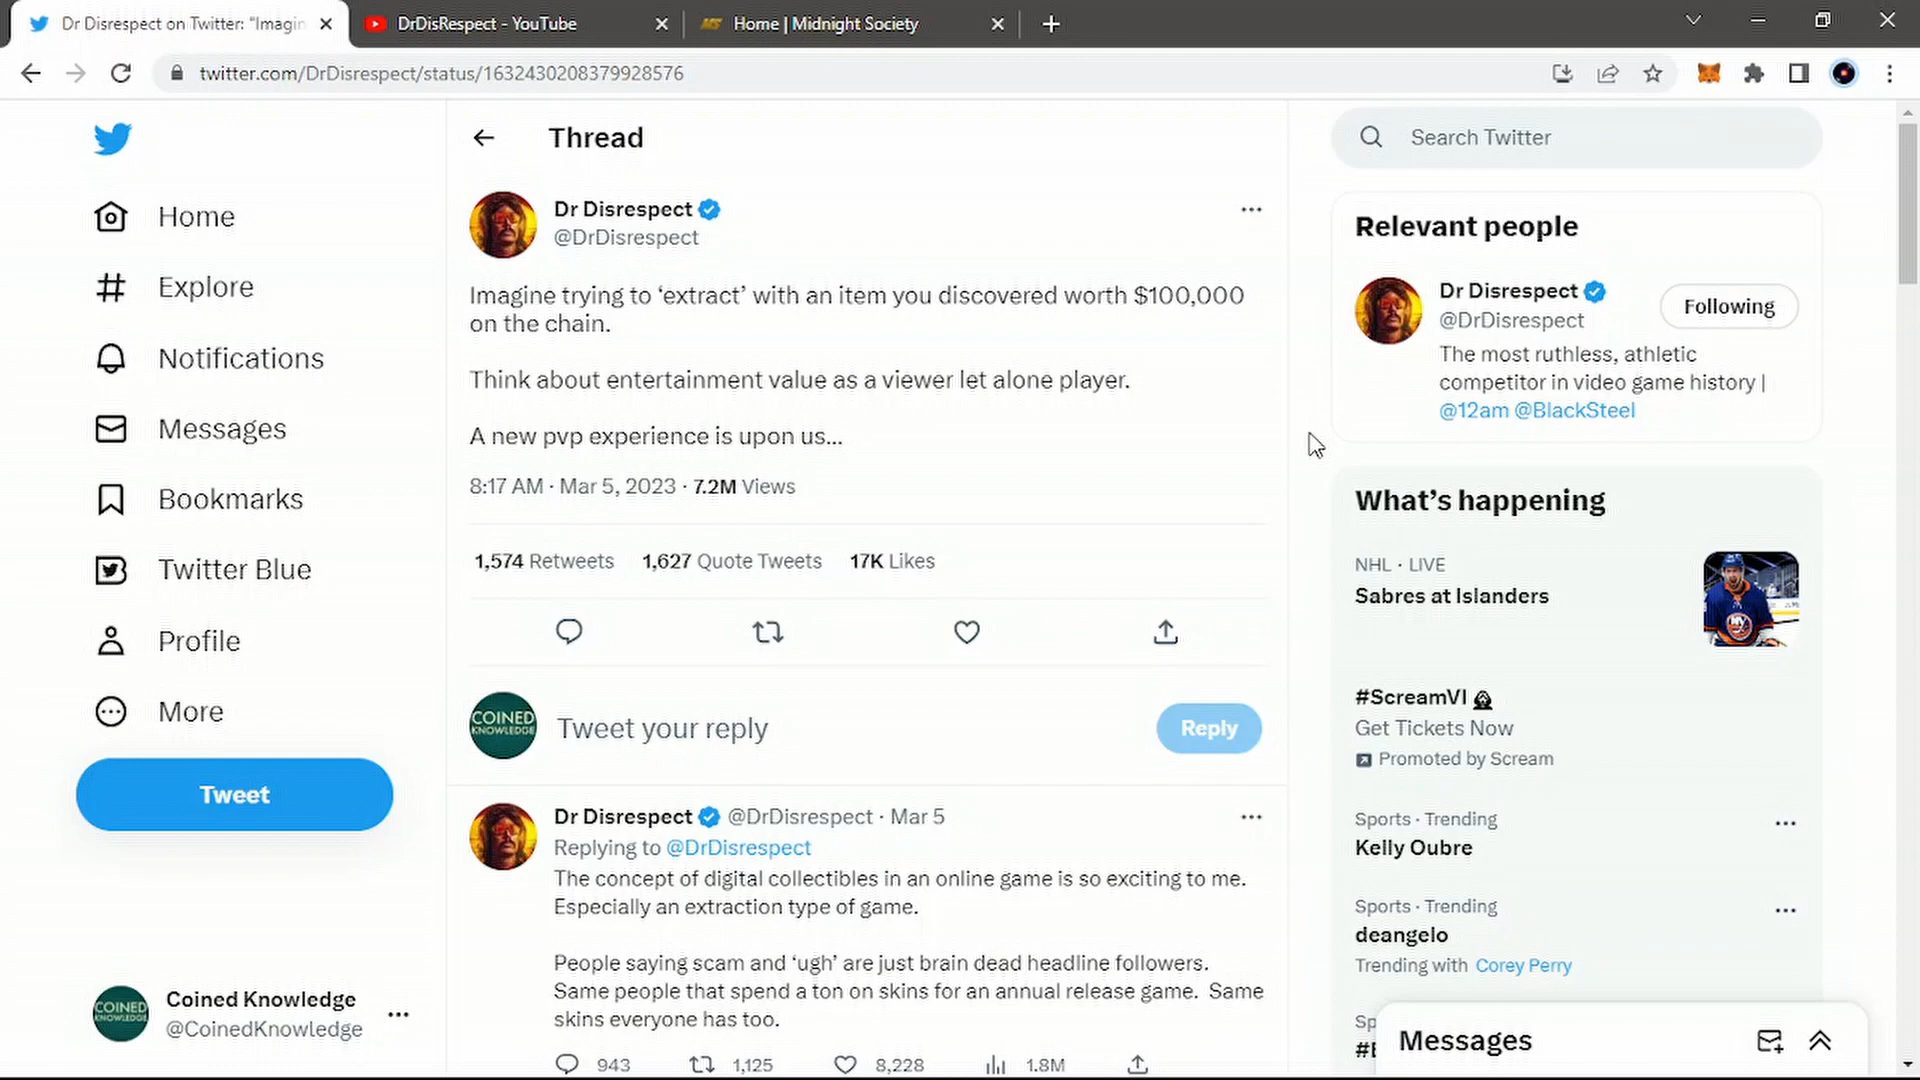 Dr Disrespect on Twitter: "Imagin
DrDisRespect - YouTube
Home | Midnight Society
twitter.com/DrDisrespect/status/1632430208379928576
Home
Explore
Notifications
Messages
Bookmarks
Twitter Blue
Profile
More
Tweet
Coined Knowledge
@CoinedKnowledge
Thread
Dr Disrespect
@DrDisrespect
Imagine trying to ‘extract’ with an item you discovered worth $100,000
on the chain.
Think about entertainment value as a viewer let alone player.
A new pvp experience is upon us...
8:17 AM · Mar 5, 2023 · 7.2M Views
1,574 Retweets 1,627 Quote Tweets 17K Likes
COINED
KNOWLEDGE
Tweet your reply
Reply
Dr Disrespect @DrDisrespect · Mar 5
Replying to @DrDisrespect
The concept of digital collectibles in an online game is so exciting to me.
Especially an extraction type of game.
People saying scam and ‘ugh’ are just brain dead headline followers.
Same people that spend a ton on skins for an annual release game. Same
skins everyone has too.
943 1,125 8,228 1.8M
Search Twitter
Relevant people
Dr Disrespect
@DrDisrespect
Following
The most ruthless, athletic
competitor in video game history |
@12am @BlackSteel
What’s happening
NHL · LIVE
Sabres at Islanders
#ScreamVI
Get Tickets Now
Promoted by Scream
Sports · Trending
Kelly Oubre
Sports · Trending
deangelo
Trending with Corey Perry
Messages
COINED
KNOWLEDGE